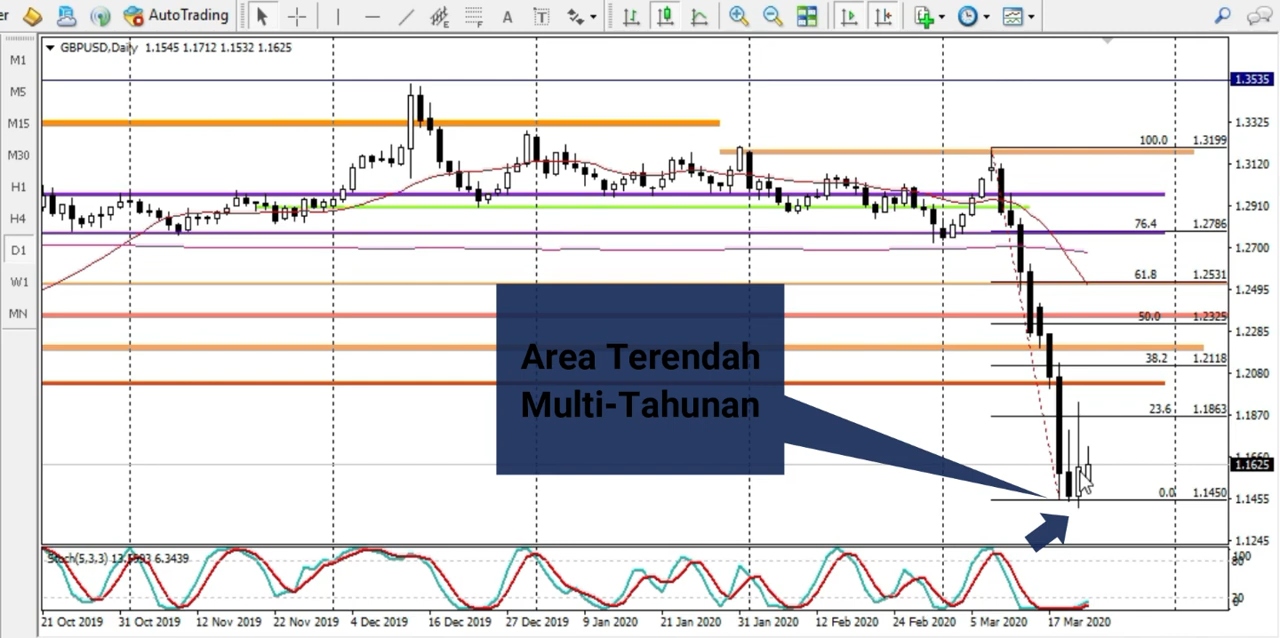 AutoTrading
A
T
E
F
M1
M5
M15
M30
H1
H4
D1
W1
MN
GBPUSD,Daily 1.1545 1.1712 1.1532 1.1625
1.3535
1.3325
1.3120
1.2910
1.2700
1.2495
1.2285
1.2080
1.1870
1.1625
1.1455
1.1245
100.0 1.3199
76.4 1.2786
61.8 1.2531
50.0 1.2325
38.2 1.2118
23.6 1.1863
0.0 1.1450
Area Terendah
Multi-Tahunan
6.3439
100
80
20
0
21 Oct 2019 31 Oct 2019 12 Nov 2019 22 Nov 2019 4 Dec 2019 16 Dec 2019 27 Dec 2019 9 Jan 2020 21 Jan 2020 31 Jan 2020 12 Feb 2020 24 Feb 2020 5 Mar 2020 17 Mar 2020